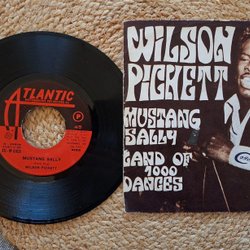 ATLANTIC
P
MUSTANG SALLY
WILSON PICKETT
WILSON
PICKETT
MUSTANG
SALLY
LAND OF
1000
DANCES